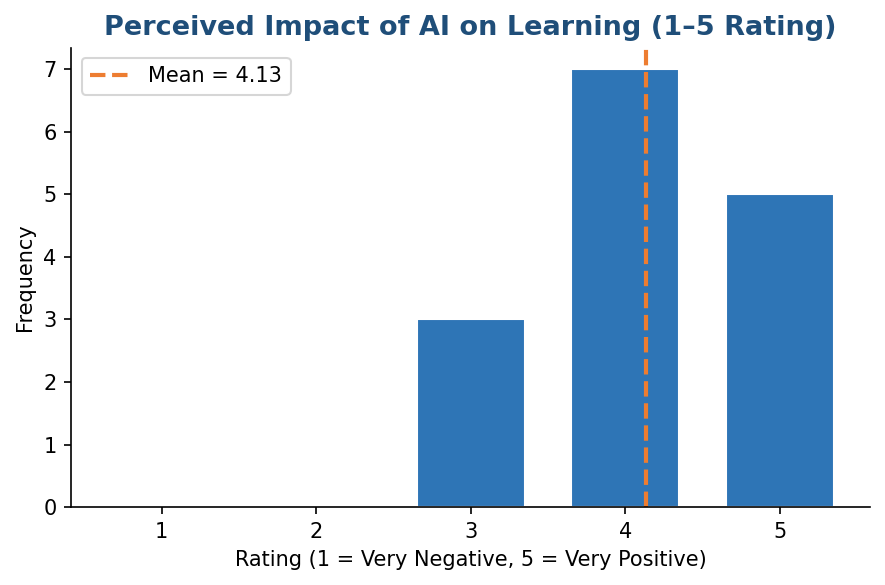 Perceived Impact of AI on Learning (1–5 Rating)
Mean = 4.13
7
6
5
4
3
2
1
0
Frequency
1 2 3 4 5
Rating (1 = Very Negative, 5 = Very Positive)